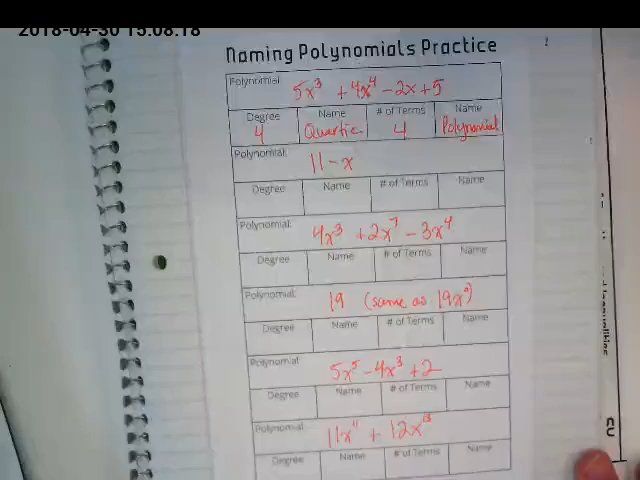 2018-04-30 15:08:18
Naming Polynomials Practice
Polynomial:
5x³ + 4x⁴ - 2x + 5
Degree Name # of Terms Name
4 Quartic 4 Polynomial
Polynomial:
11 - x
Degree Name # of Terms Name
Polynomial:
4x³ + 2x⁷ - 3x⁴
Degree Name # of Terms Name
Polynomial:
19 (same as 19x⁰)
Degree Name # of Terms Name
Polynomial:
5x⁵ - 4x³ + 2
Degree Name # of Terms Name
Polynomial:
11x¹¹ + 12x¹³
Degree Name # of Terms Name